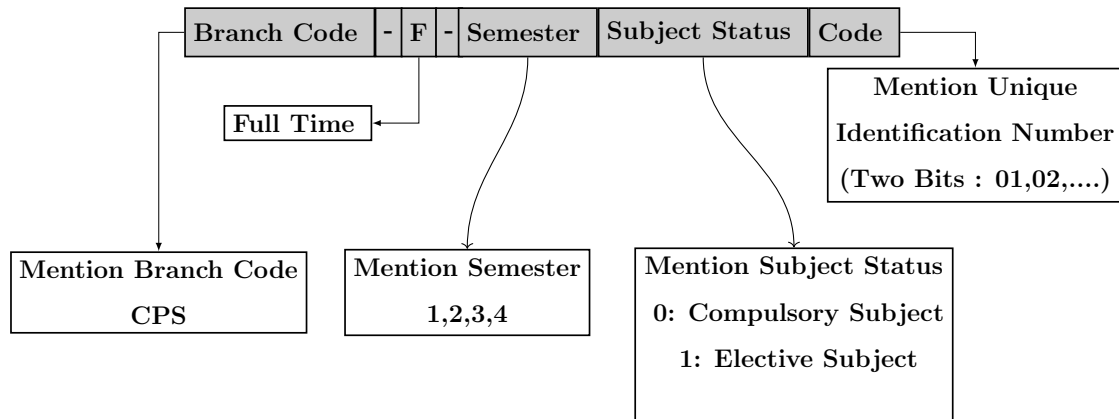 Branch Code - F - Semester Subject Status Code
Full Time
Mention Unique
Identification Number
(Two Bits : 01,02,....)
Mention Branch Code
CPS
Mention Semester
1,2,3,4
Mention Subject Status
0: Compulsory Subject
1: Elective Subject